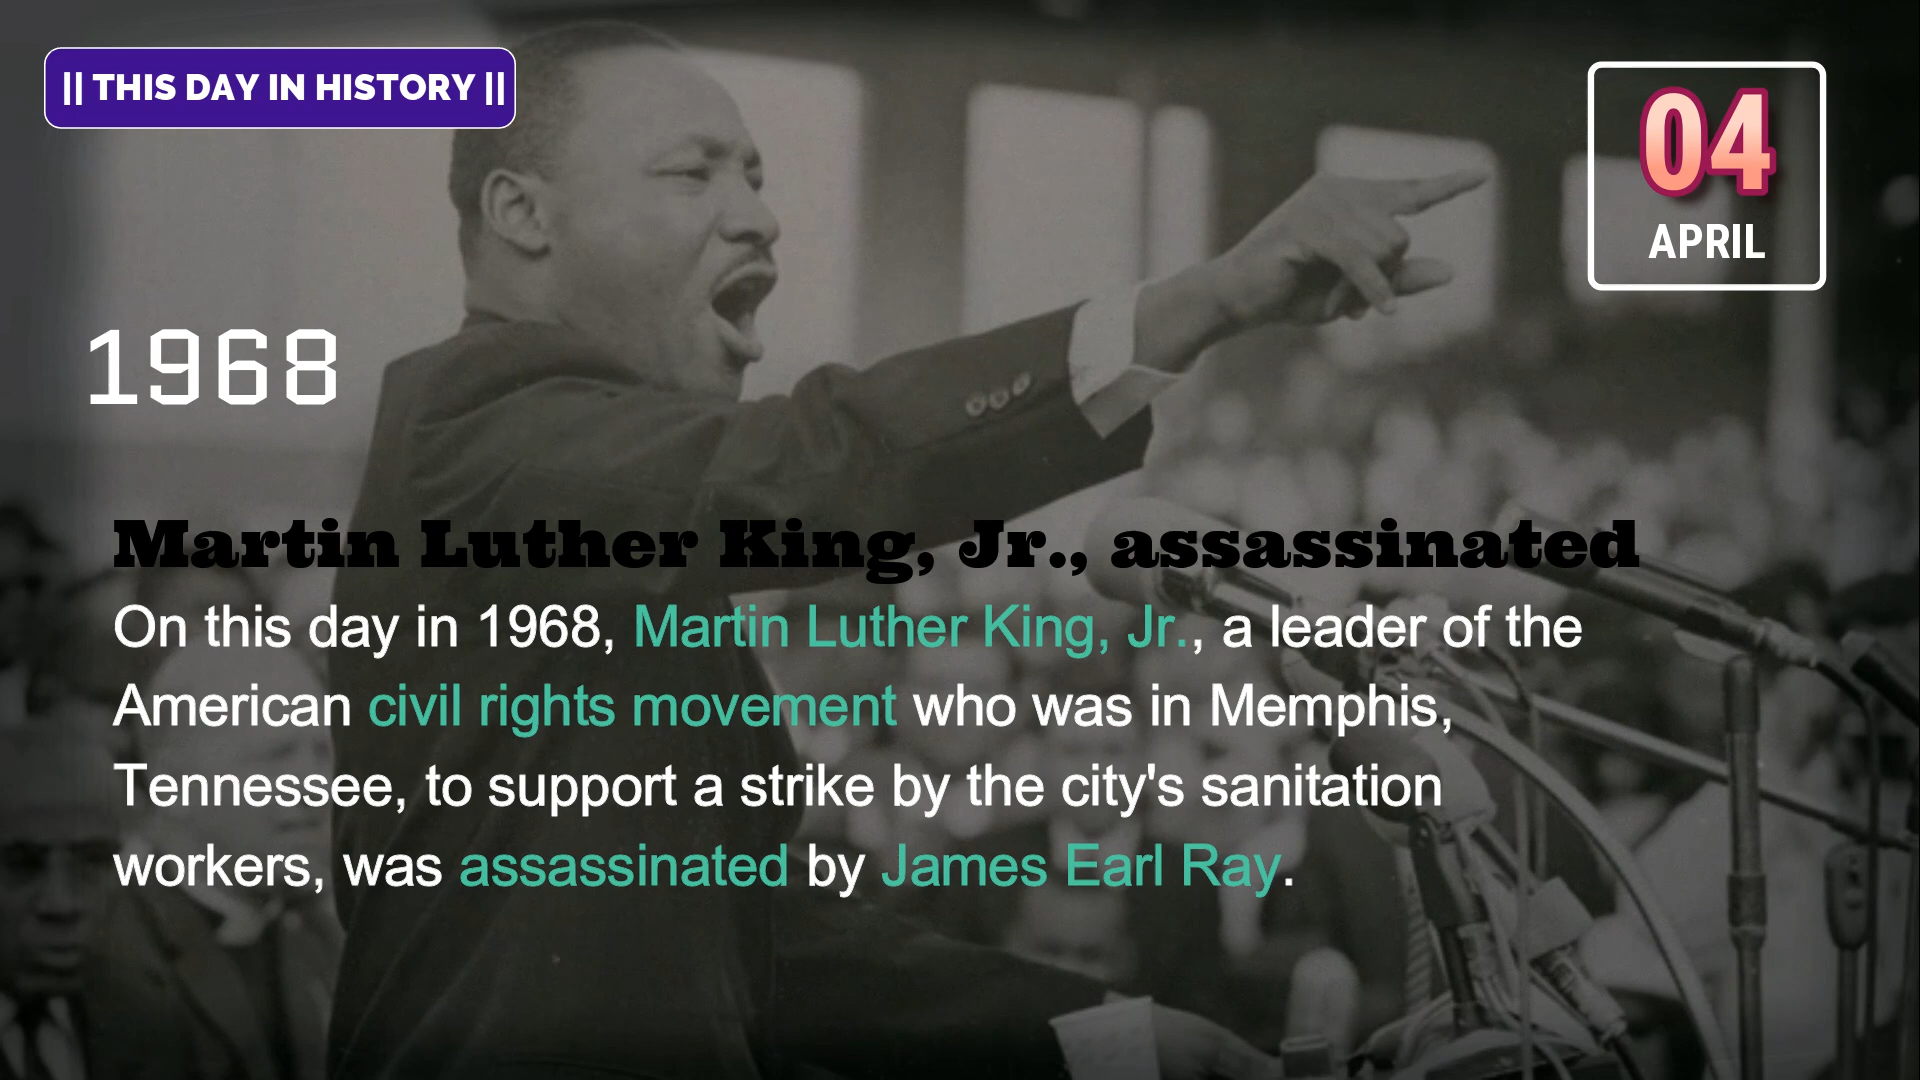 || THIS DAY IN HISTORY ||
04
APRIL
1968
Martin Luther King, Jr., assassinated
On this day in 1968, Martin Luther King, Jr., a leader of the
American civil rights movement who was in Memphis,
Tennessee, to support a strike by the city's sanitation
workers, was assassinated by James Earl Ray.